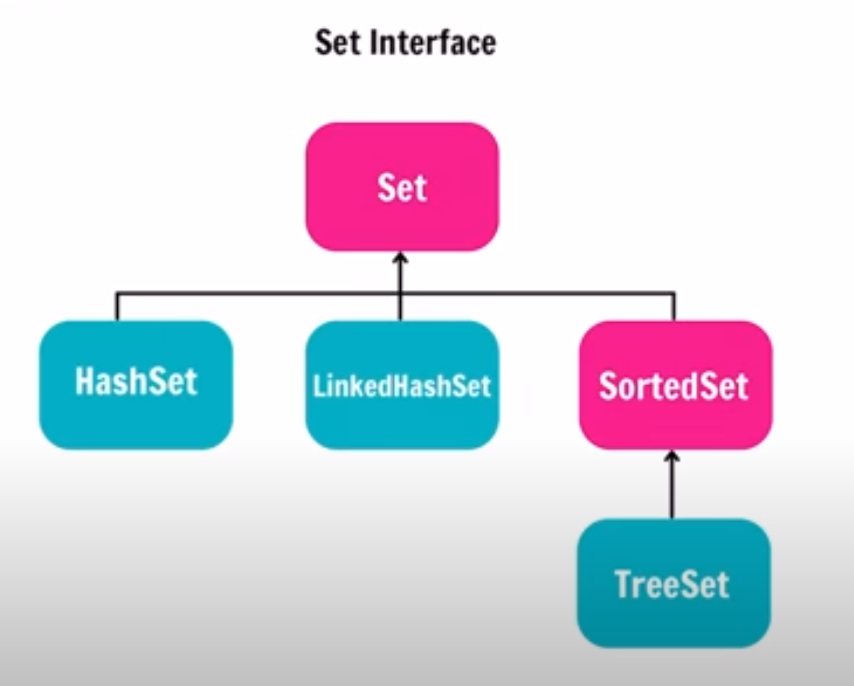 Set Interface
Set
HashSet
LinkedHashSet
SortedSet
TreeSet